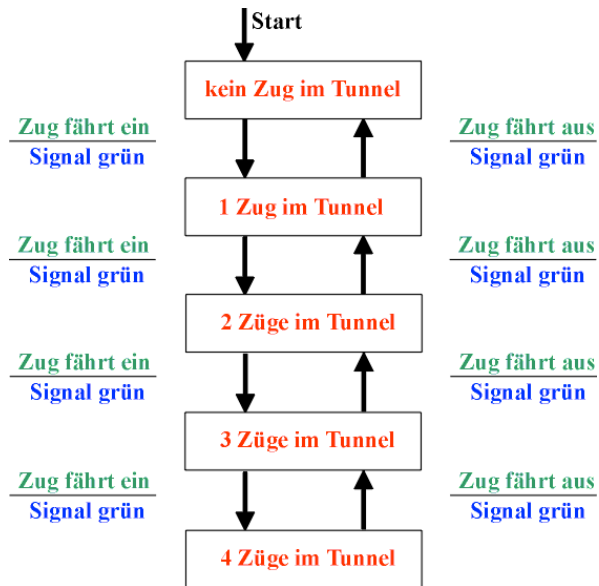 Start
kein Zug im Tunnel
Zug fährt ein
Signal grün
Zug fährt aus
Signal grün
1 Zug im Tunnel
Zug fährt ein
Signal grün
Zug fährt aus
Signal grün
2 Züge im Tunnel
Zug fährt ein
Signal grün
Zug fährt aus
Signal grün
3 Züge im Tunnel
Zug fährt ein
Signal grün
Zug fährt aus
Signal grün
4 Züge im Tunnel